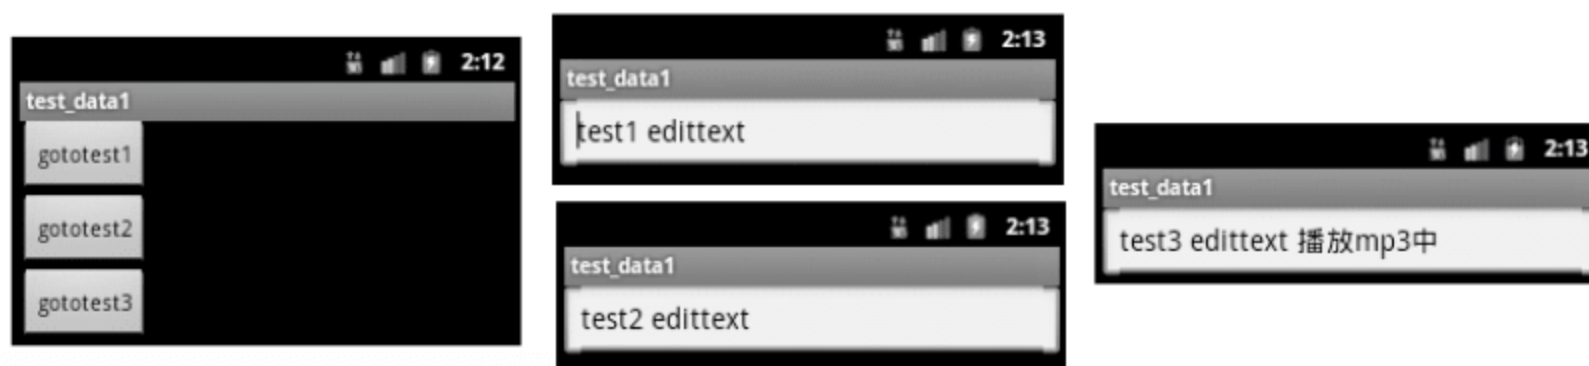 2:12
test_data1
gototest1
gototest2
gototest3
2:13
test_data1
test1 edittext
2:13
test_data1
test2 edittext
2:13
test_data1
test3 edittext 播放mp3中